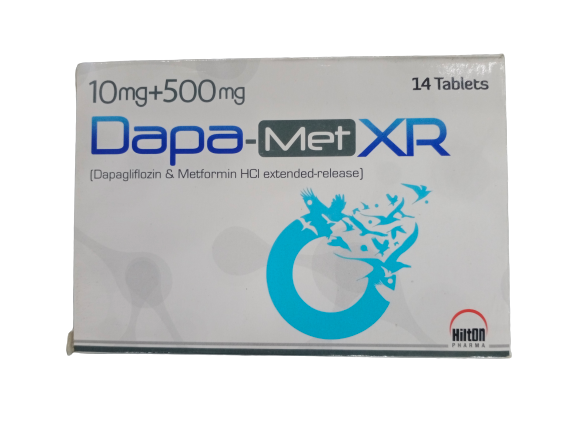 10mg+500mg
14 Tablets
Dapa-Met XR
(Dapagliflozin & Metformin HCl extended-release)
Hilton
PHARMA